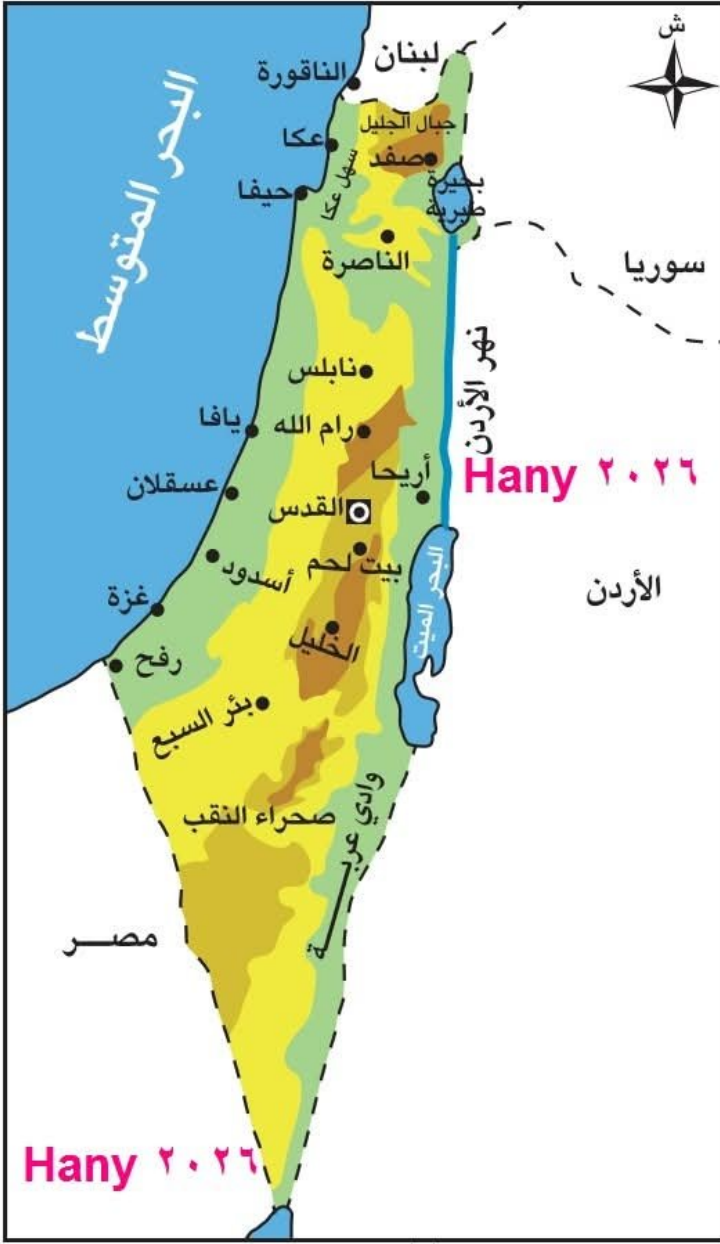 ش
لبنان
الناقورة
جبال الجليل
عكا
صفد
سهل عكا
حيفا
بحيرة
طبرية
الناصرة
سوريا
البحر المتوسط
نهر الأردن
نابلس
يافا
رام الله
أريحا
Hany ٢٠٢٦
عسقلان
القدس
بيت لحم
أسدود
البحر الميت
الأردن
غزة
الخليل
رفح
بئر السبع
صحراء النقب
وادي عربـــة
مصـــر
Hany ٢٠٢٦